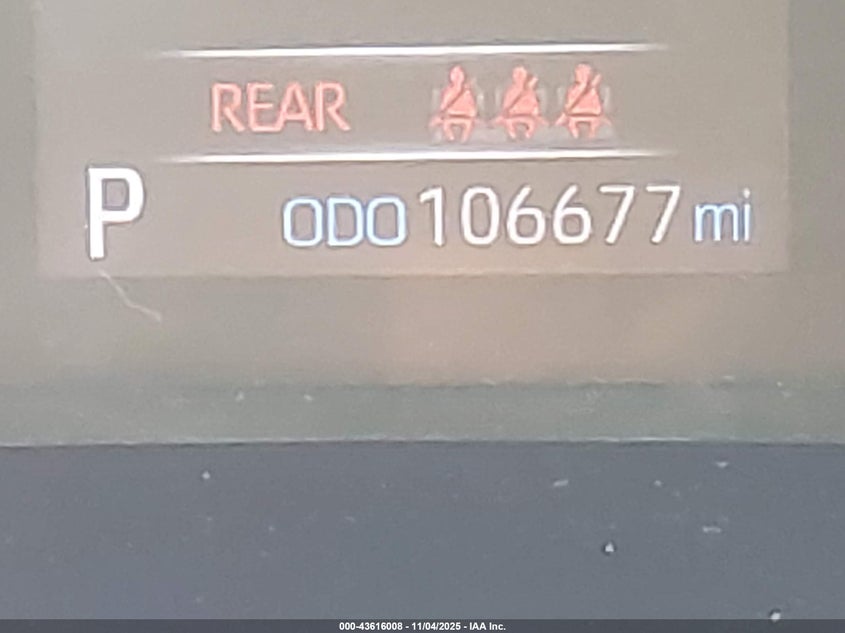 REAR
P ODO 106677 mi
000-43616008 - 11/04/2025 - IAA Inc.